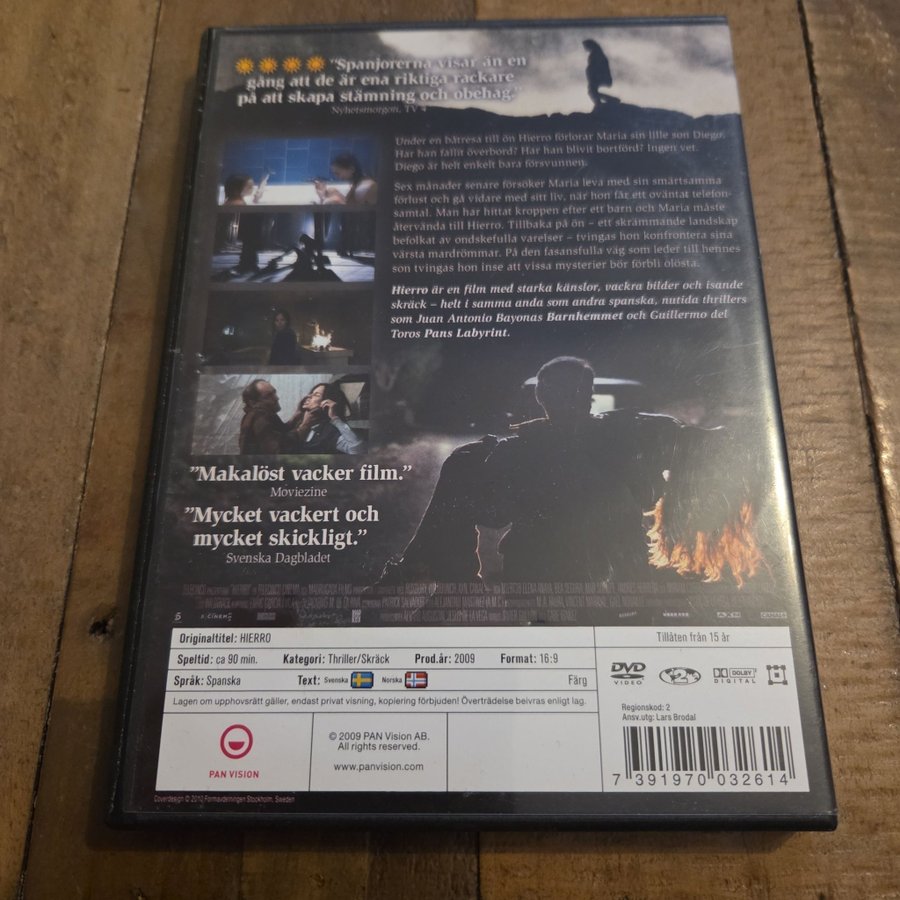 ”Spanjorerna visar än en
gång att de är ena riktiga rackare
på att skapa stämning och obehag.”
Nyhetsmorgon, TV 4
Under en båtresa till ön Hierro förlorar Maria sin lille son Diego.
Har han fallit överbord? Har han blivit bortförd? Ingen vet.
Diego är helt enkelt bara försvunnen.
Sex månader senare försöker Maria leva med sin smärtsamma
förlust och gå vidare med sitt liv, när hon får ett oväntat telefon-
samtal. Man har hittat kroppen efter ett barn och Maria måste
återvända till Hierro. Tillbaka på ön – ett skrämmande landskap
befolkat av ondskefulla varelser – tvingas hon konfrontera sina
värsta mardrömmar. På den fasansfulla väg som leder till hennes
son tvingas hon inse att vissa mysterier bör förbli olösta.
Hierro är en film med starka känslor, vackra bilder och isande
skräck – helt i samma anda som andra spanska, nutida thrillers
som Juan Antonio Bayonas Barnhemmet och Guillermo del
Toros Pans Labyrint.
”Makalöst vacker film.”
Moviezine
”Mycket vackert och
mycket skickligt.”
Svenska Dagbladet
Originaltitel: HIERRO
Speltid: ca 90 min. Kategori: Thriller/Skräck Prod.år: 2009 Format: 16:9
Språk: Spanska Text: Svenska Norska Färg
Lagen om upphovsrätt gäller, endast privat visning, kopiering förbjuden! Överträdelse beivras enligt lag.
PAN VISION
© 2009 PAN Vision AB.
All rights reserved.
www.panvision.com
Tillåten från 15 år
DVD VIDEO
2
DOLBY DIGITAL
Regionskod: 2
Ansv.utg: Lars Brodal
7 391970 032614
Coverdesign © 2010 Formavdelningen Stockholm, Sweden